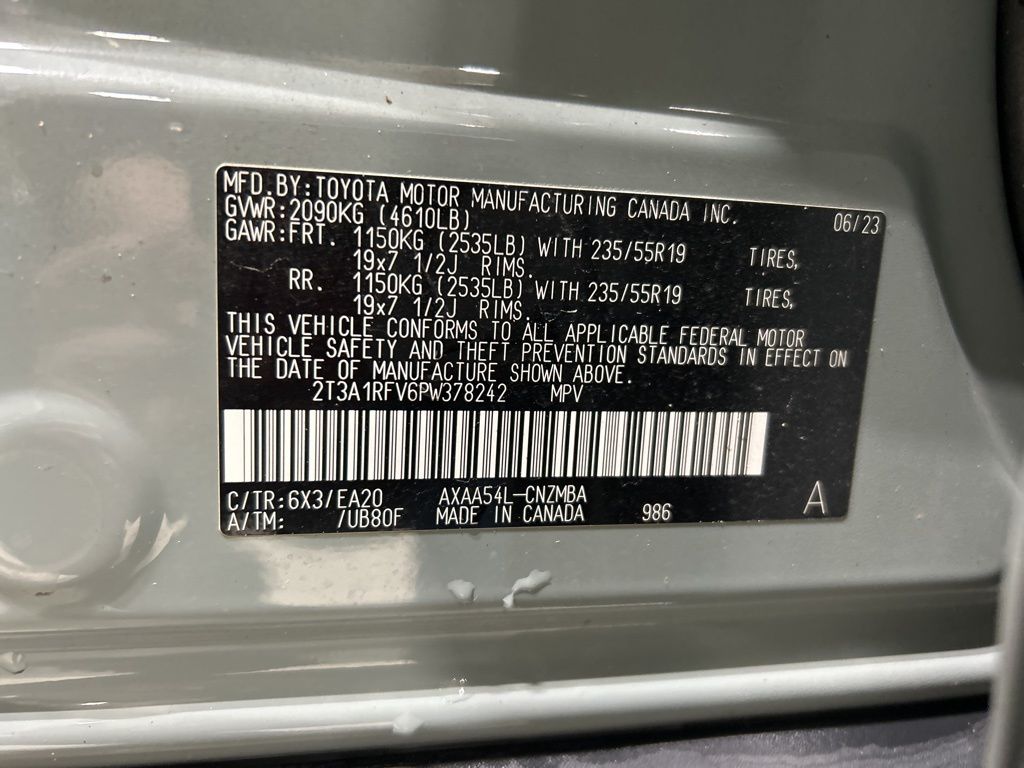 MFD.BY:TOYOTA MOTOR MANUFACTURING CANADA INC. 06/23
GVWR:2090KG (4610LB)
GAWR:FRT. 1150KG (2535LB) WITH 235/55R19 TIRES,
19x7 1/2J RIMS.
RR. 1150KG (2535LB) WITH 235/55R19 TIRES,
19x7 1/2J RIMS.
THIS VEHICLE CONFORMS TO ALL APPLICABLE FEDERAL MOTOR
VEHICLE SAFETY AND THEFT PREVENTION STANDARDS IN EFFECT ON
THE DATE OF MANUFACTURE SHOWN ABOVE.
2T3A1RFV6PW378242 MPV
C/TR:6X3/EA20 AXAA54L-CNZMBA
A/TM: /UB80F MADE IN CANADA 986 A